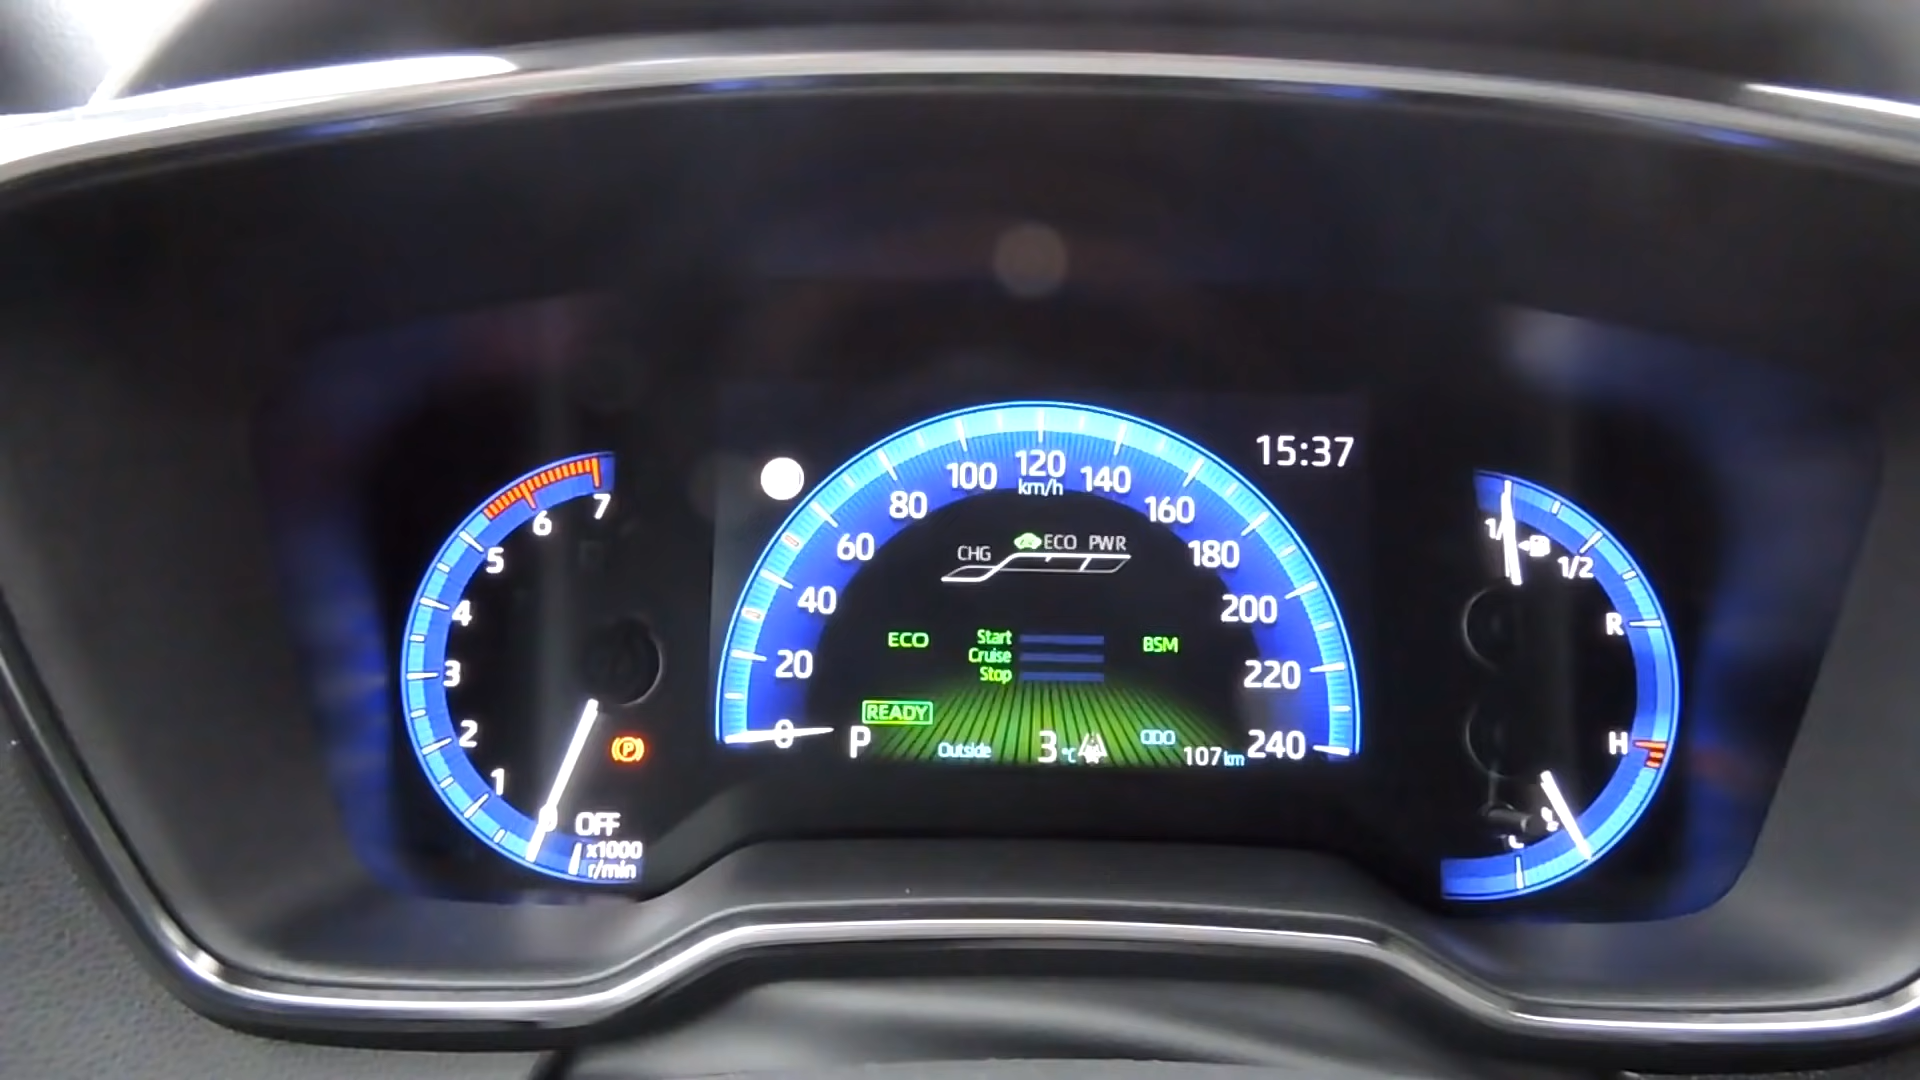 15:37
0
20
40
60
80
100
120
140
160
180
200
220
240
km/h
7
6
5
4
3
2
1
OFF
x1000
r/min
(P)
CHG
ECO
PWR
ECO
Start
Cruise
Stop
BSM
READY
P
Outside
3 °C
ODO
107 km
1/2
R
H